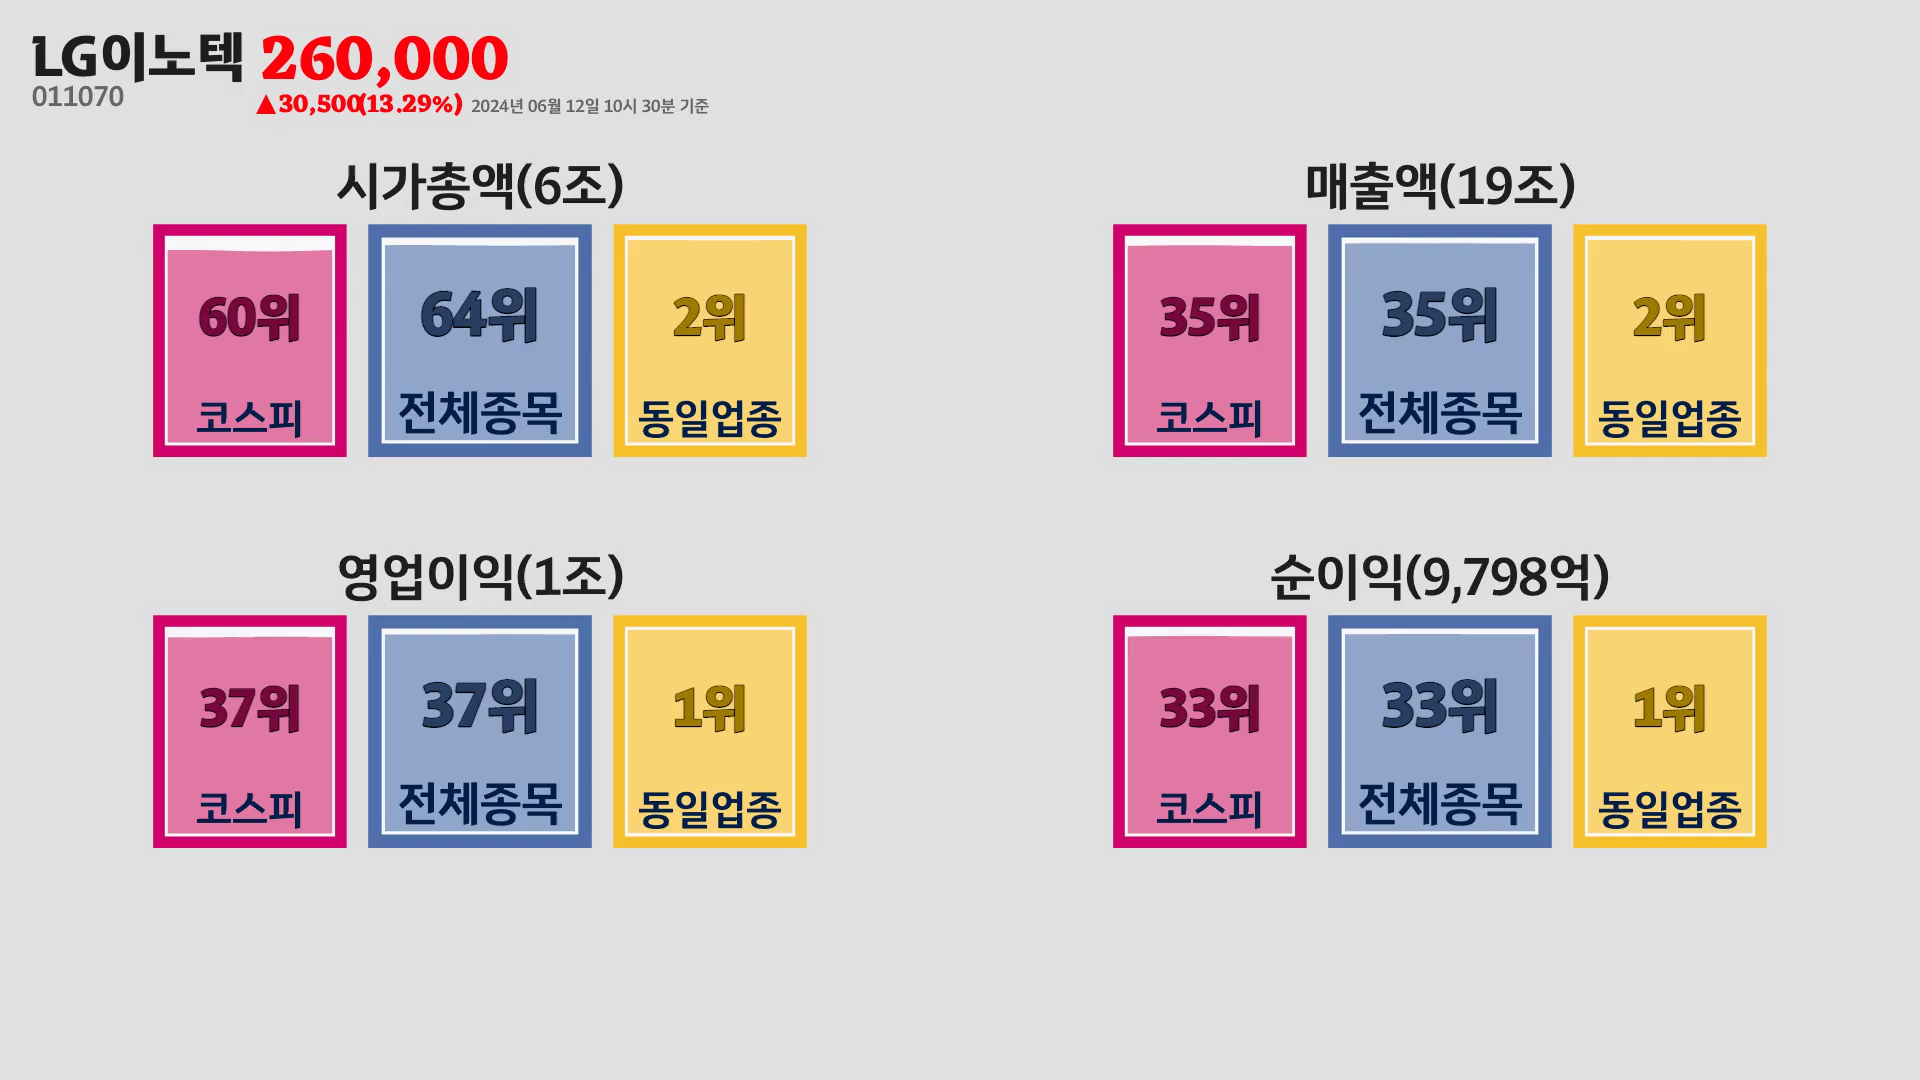 LG이노텍 260,000
011070
▲30,500(13.29%) 2024년 06월 12일 10시 30분 기준
시가총액(6조)
60위 64위 2위
코스피 전체종목 동일업종
매출액(19조)
35위 35위 2위
코스피 전체종목 동일업종
영업이익(1조)
37위 37위 1위
코스피 전체종목 동일업종
순이익(9,798억)
33위 33위 1위
코스피 전체종목 동일업종